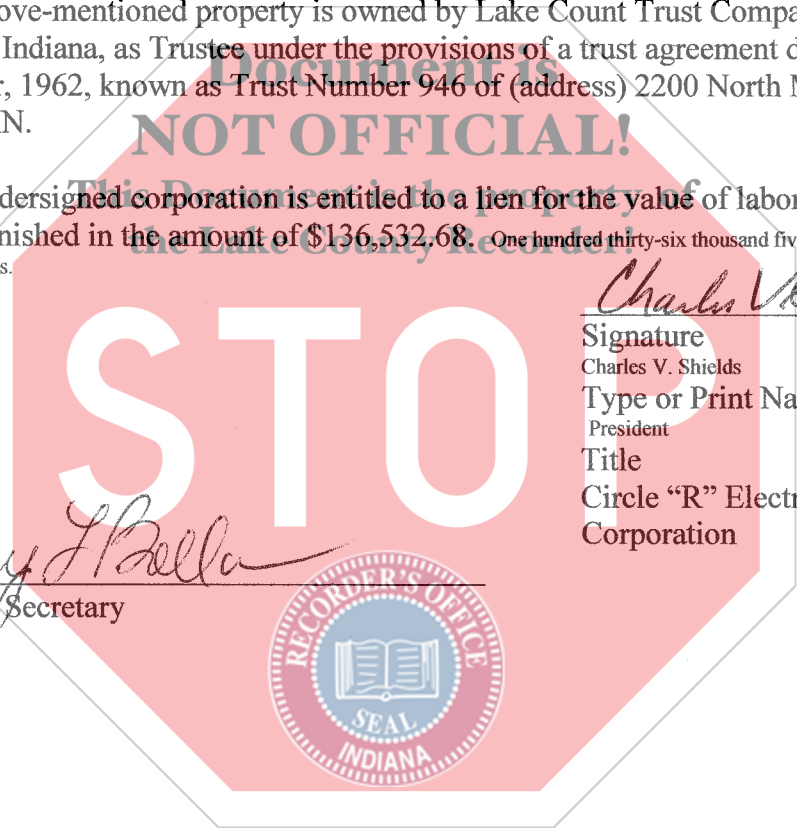 ove-mentioned property is owned by Lake Count Trust Compa
Indiana, as Trustee under the provisions of a trust agreement d
r, 1962, known as Trust Number 946 of (address) 2200 North M
N.
Document is
NOT OFFICIAL!
This Document is the property of
the Lake County Recorder!
dersigned corporation is entitled to a lien for the value of labor
nished in the amount of $136,532.68. One hundred thirty-six thousand fiv
s.
STOP
Charles V
Signature
Charles V. Shields
Type or Print Na
President
Title
Circle “R” Electr
Corporation
Secretary
RECORDER'S OFFICE
SEAL
INDIANA